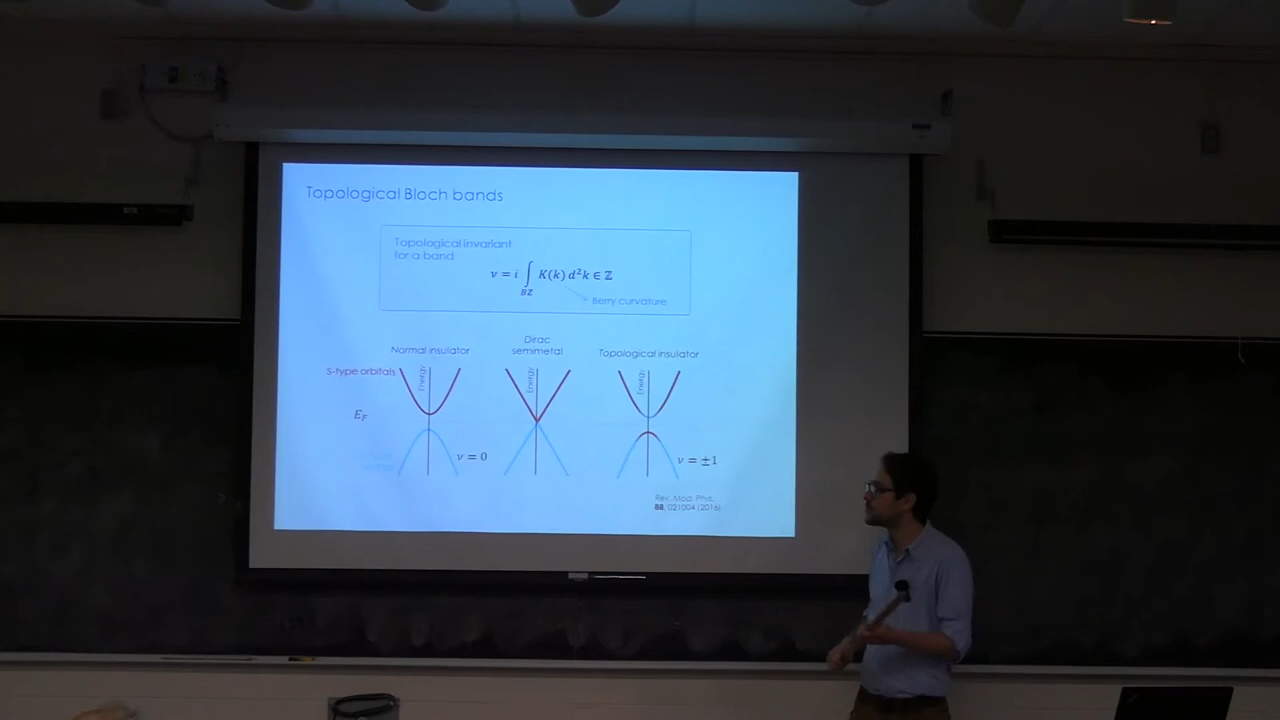 Topological Bloch bands
Topological invariant
for a band
ν = i ∫ K(k) d²k ∈ ℤ
BZ
Berry curvature
Normal insulator
Dirac
semimetal
Topological insulator
S-type orbitals
Energy
Energy
Energy
E_F
ν = 0
ν = ±1
Rev. Mod. Phys.
88, 021004 (2016)